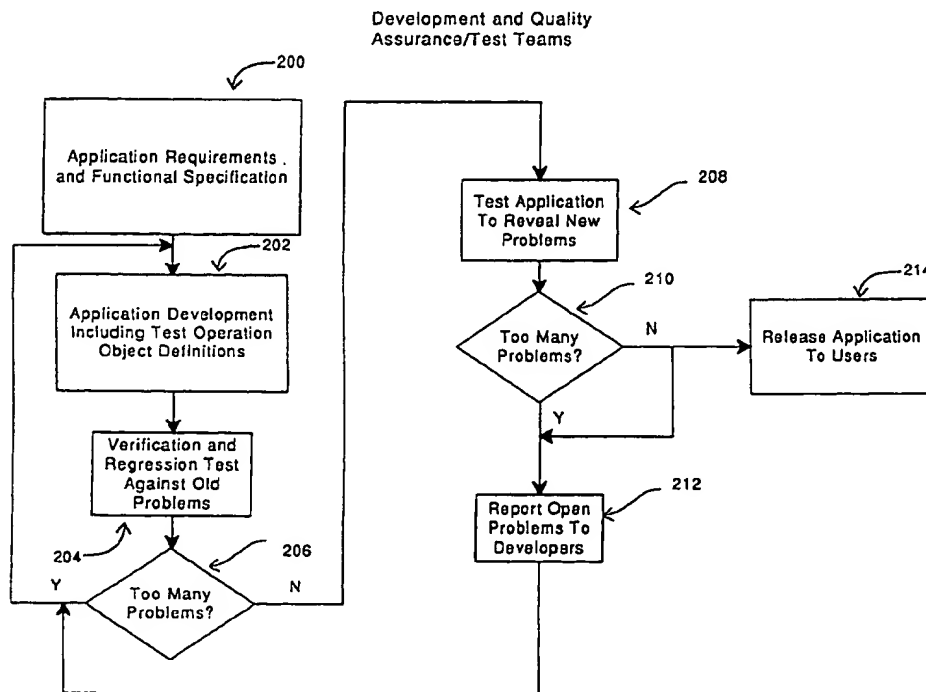 Development and Quality
Assurance/Test Teams
200
Application Requirements .
and Functional Specification
202
Application Development
Including Test Operation
Object Definitions
Verification and
Regression Test
Against Old
Problems
204
206
Y
Too Many
Problems?
N
208
Test Application
To Reveal New
Problems
210
Too Many
Problems?
N
Y
214
Release Application
To Users
212
Report Open
Problems To
Developers